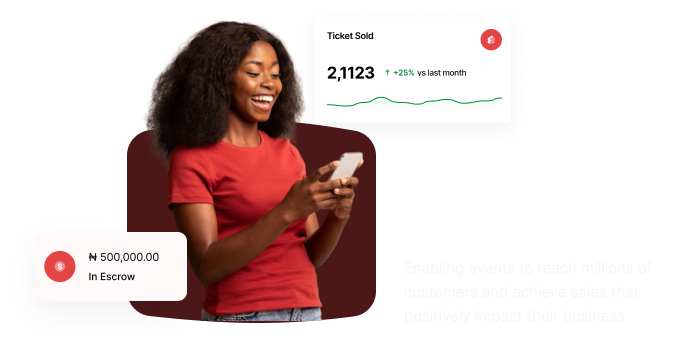 Ticket Sold
2,1123 ↑ +25% vs last month
₦ 500,000.00
In Escrow
Enabling events to reach millions of
customers and achieve sales that
positively impact their business.